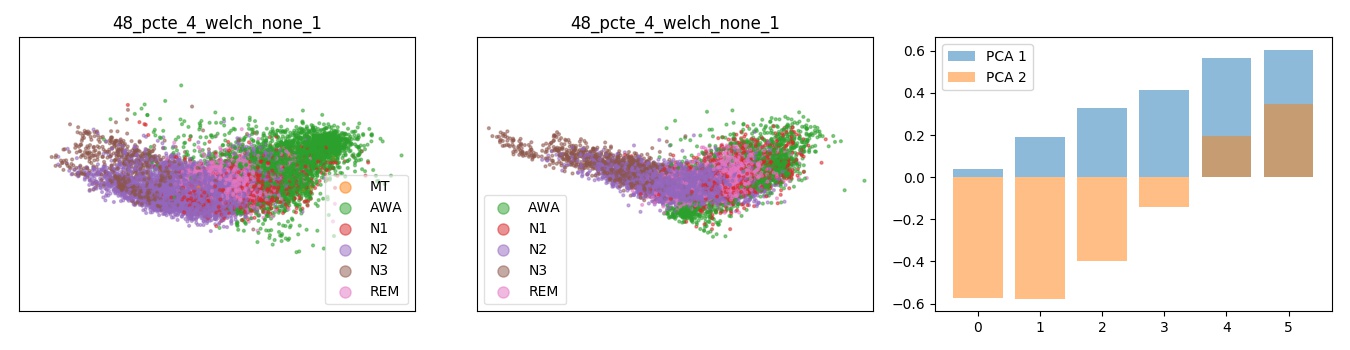 48_pcte_4_welch_none_1
MT
AWA
N1
N2
N3
REM
48_pcte_4_welch_none_1
AWA
N1
N2
N3
REM
PCA 1
PCA 2
0.6
0.4
0.2
0.0
−0.2
−0.4
−0.6
0 1 2 3 4 5